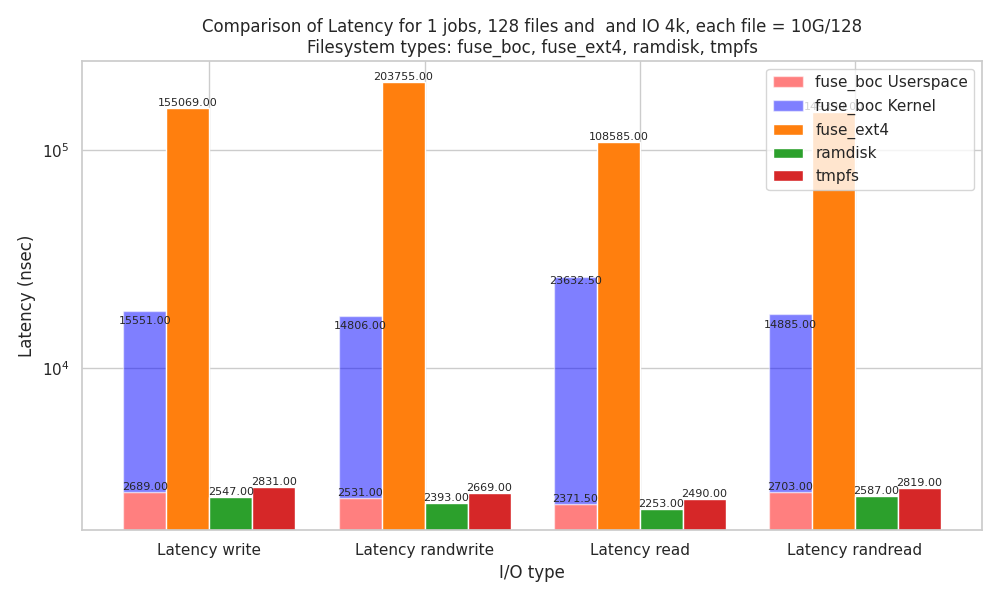 Comparison of Latency for 1 jobs, 128 files and  and IO 4k, each file = 10G/128
Filesystem types: fuse_boc, fuse_ext4, ramdisk, tmpfs
203755.00
155069.00
108585.00
fuse_boc Userspace
fuse_boc Kernel
fuse_ext4
ramdisk
tmpfs
10⁵
10⁴
Latency (nsec)
15551.00
14806.00
23632.50
14885.00
2689.00
2547.00
2831.00
2531.00
2393.00
2669.00
2371.50
2253.00
2490.00
2703.00
2587.00
2819.00
Latency write
Latency randwrite
Latency read
Latency randread
I/O type